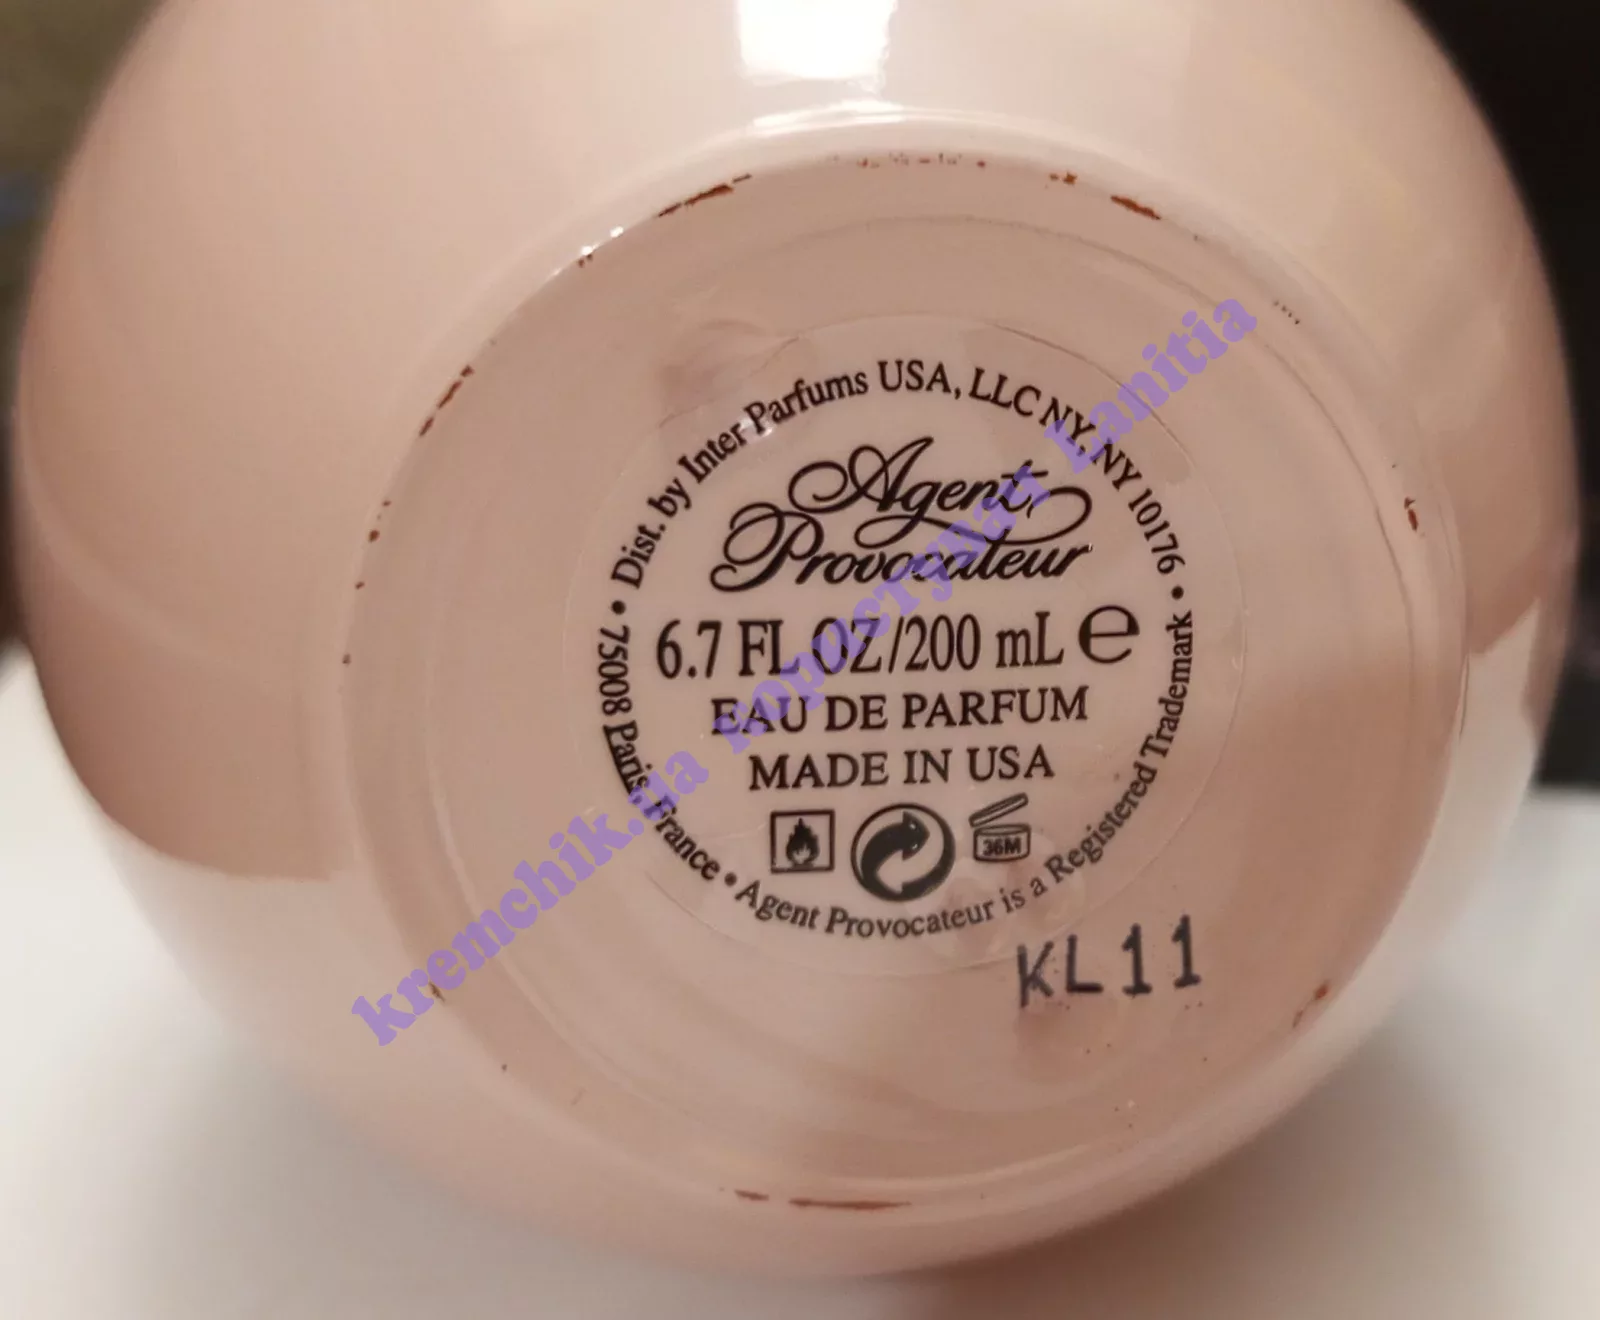 Dist. by Inter Parfums USA, LLC NY, NY 10176 •
Agent
Provocateur
6.7 FL OZ/200 mL ℮
EAU DE PARFUM
MADE IN USA
36M
• 75008 Paris, France • Agent Provocateur is a Registered Trademark
KL11
kremchik.ua користувач Lanitia